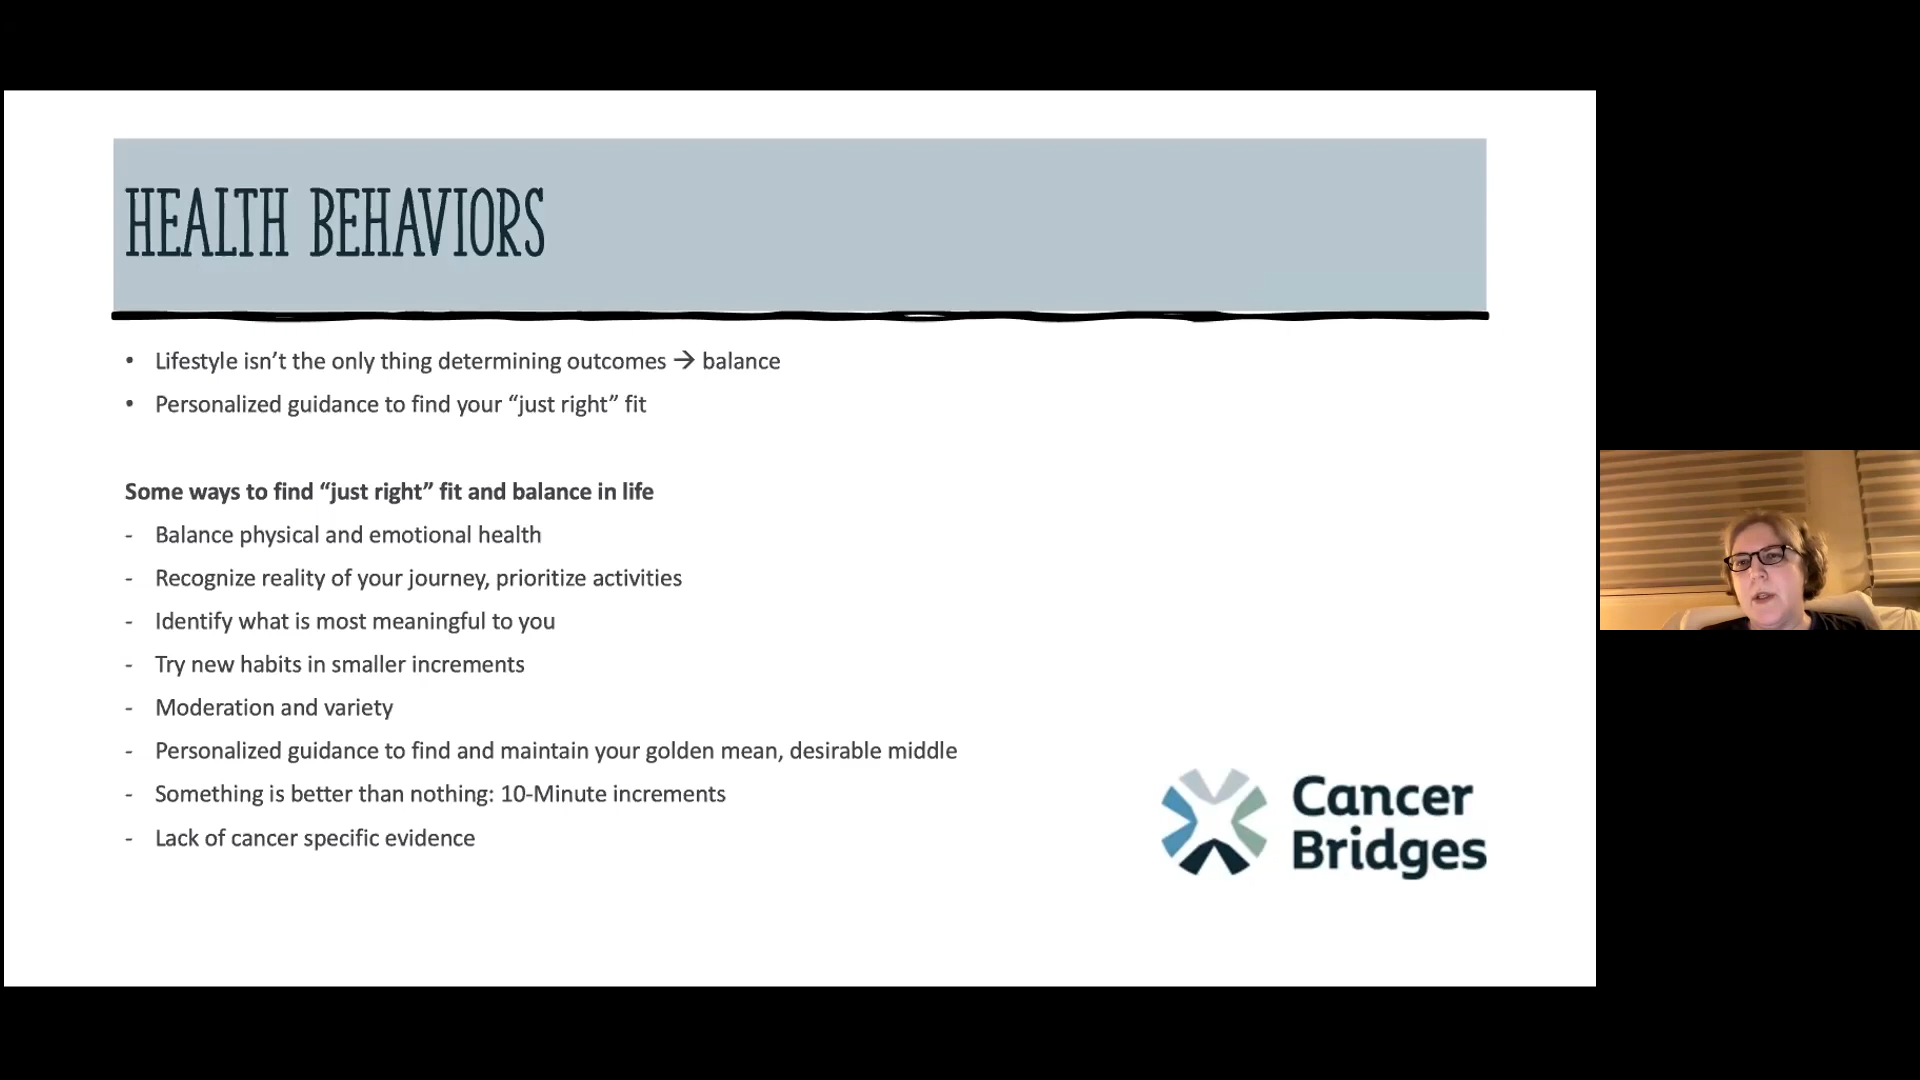 HEALTH BEHAVIORS
• Lifestyle isn’t the only thing determining outcomes → balance
• Personalized guidance to find your “just right” fit
Some ways to find “just right” fit and balance in life
- Balance physical and emotional health
- Recognize reality of your journey, prioritize activities
- Identify what is most meaningful to you
- Try new habits in smaller increments
- Moderation and variety
- Personalized guidance to find and maintain your golden mean, desirable middle
- Something is better than nothing: 10-Minute increments
- Lack of cancer specific evidence
Cancer
Bridges